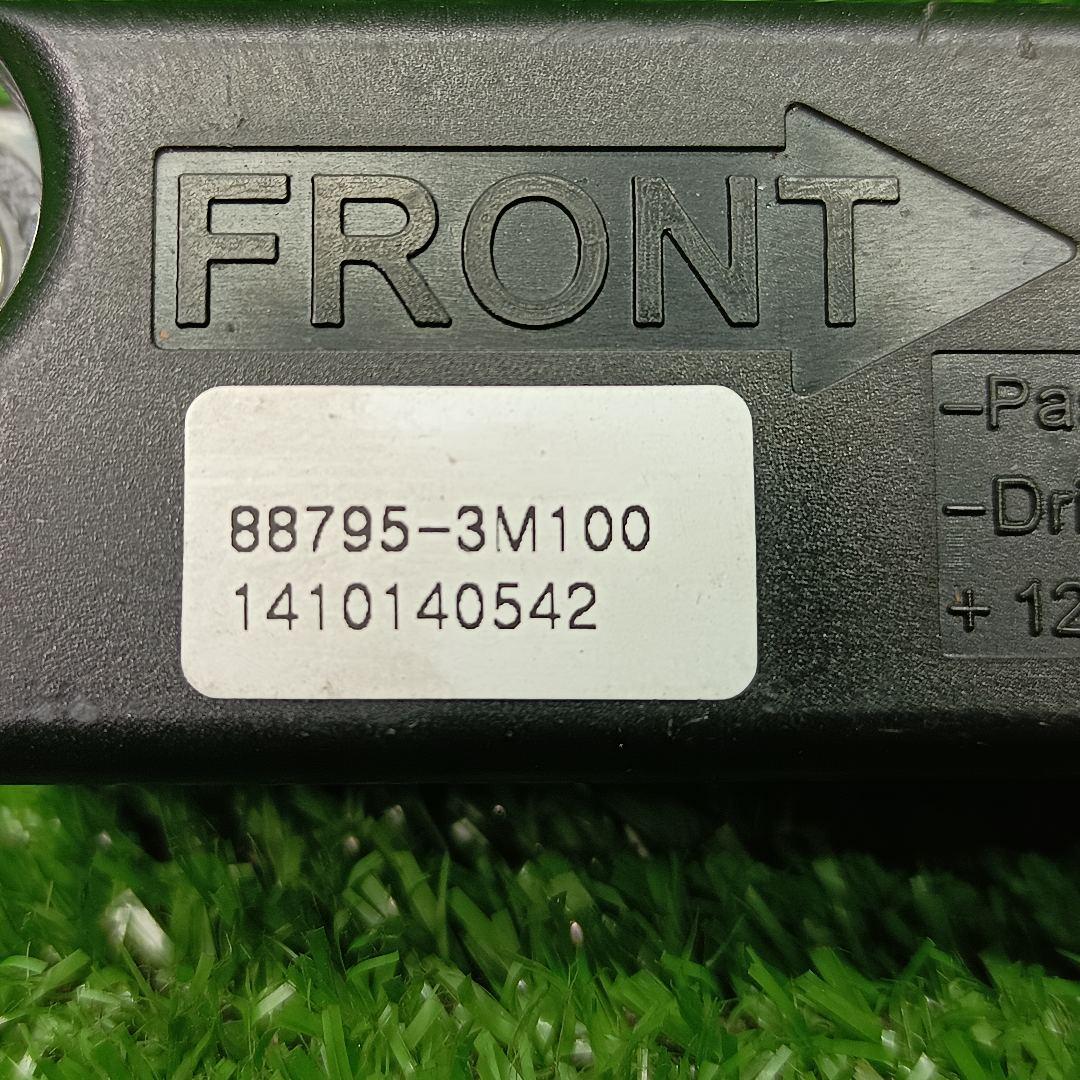 FRONT
88795-3M100
1410140542
-Pa
-Dri
+ 12